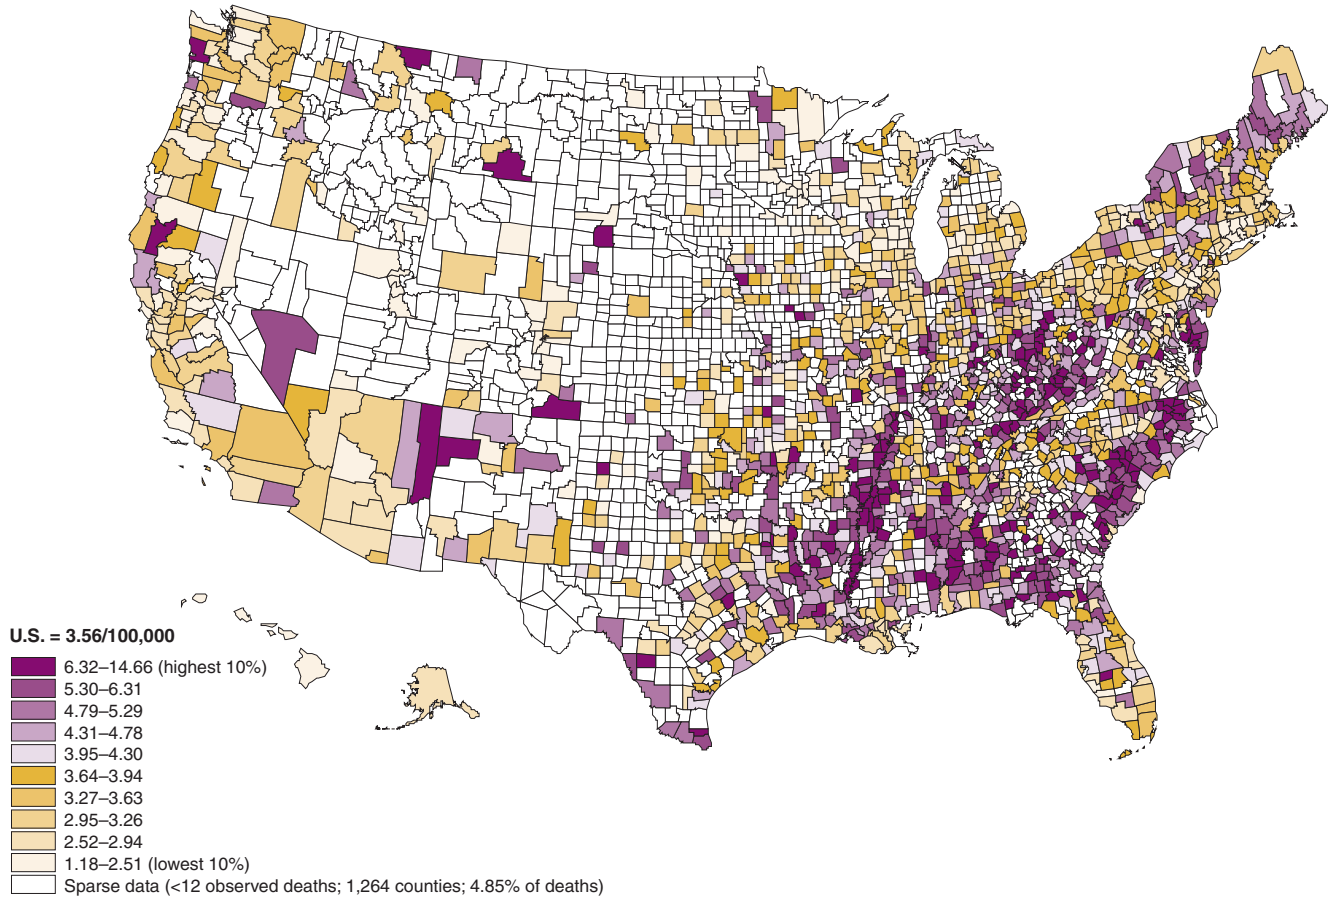 U.S. = 3.56/100,000
6.32–14.66 (highest 10%)
5.30–6.31
4.79–5.29
4.31–4.78
3.95–4.30
3.64–3.94
3.27–3.63
2.95–3.26
2.52–2.94
1.18–2.51 (lowest 10%)
Sparse data (<12 observed deaths; 1,264 counties; 4.85% of deaths)